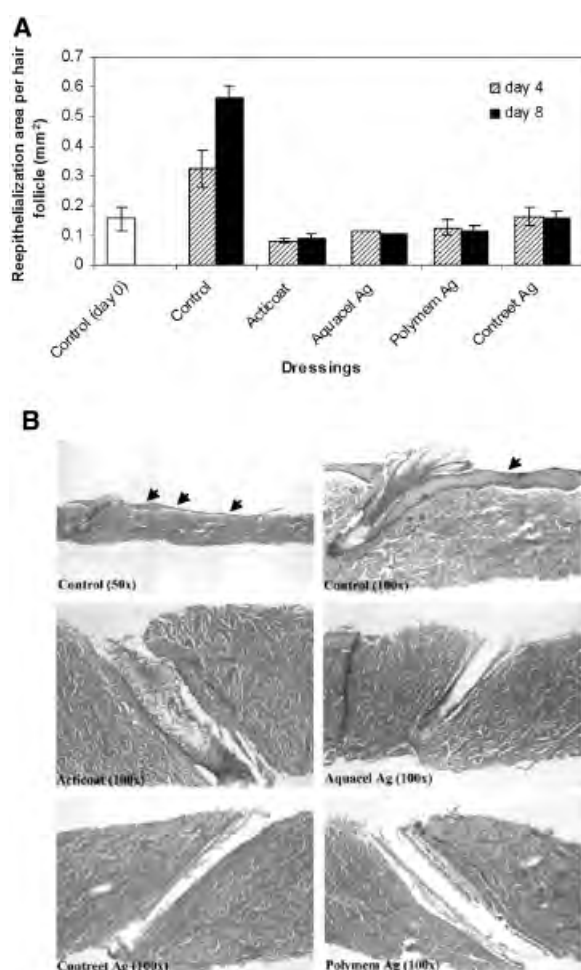 A
Reepithelialization area per hair
follicle (mm²)
0.7
0.6
0.5
0.4
0.3
0.2
0.1
0
day 4
day 8
Control (day 0)
Control
Acticoat
Aquacel Ag
Polymem Ag
Contreet Ag
Dressings
B
Control (50x)
Control (100x)
Acticoat (100x)
Aquacel Ag (100x)
Contreet Ag (100x)
Polymem Ag (100x)